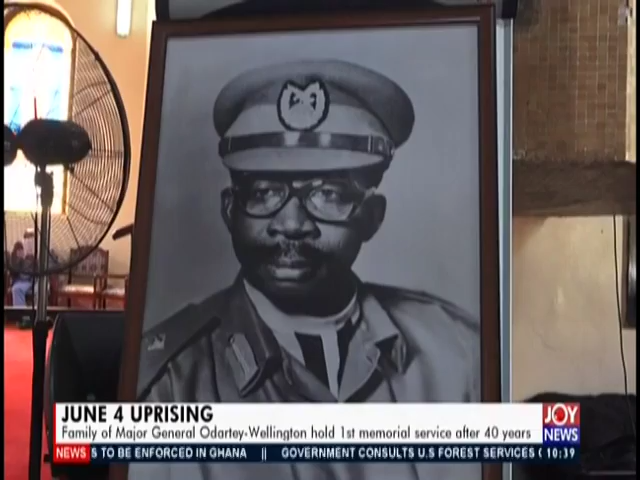 JUNE 4 UPRISING
Family of Major General Odartey-Wellington hold 1st memorial service after 40 years
JOY
NEWS
NEWS S TO BE ENFORCED IN GHANA || GOVERNMENT CONSULTS U.S FOREST SERVICES ( 10:39